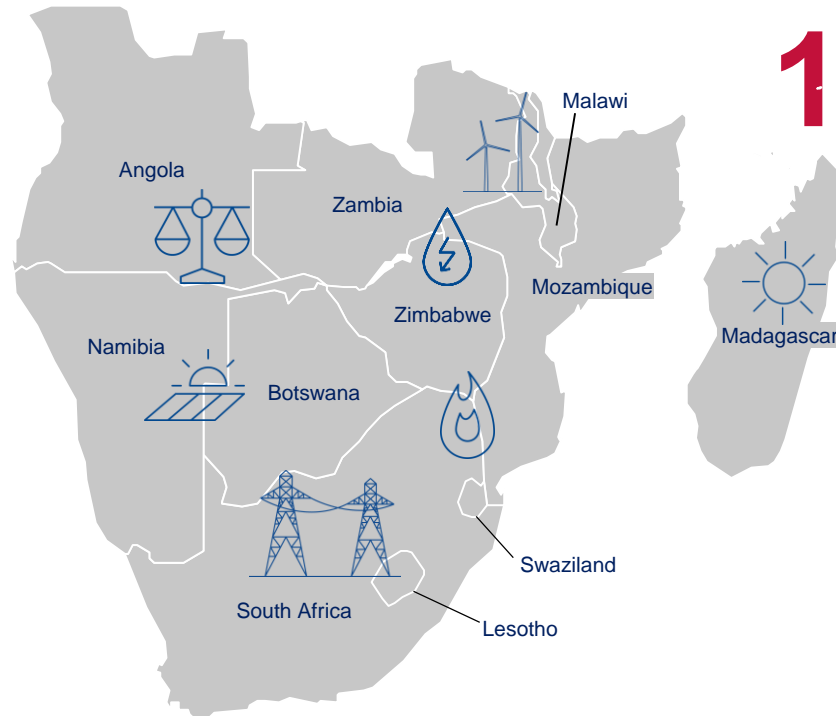 1
Malawi
Angola
Zambia
Mozambique
Zimbabwe
Madagascar
Namibia
Botswana
Swaziland
South Africa
Lesotho